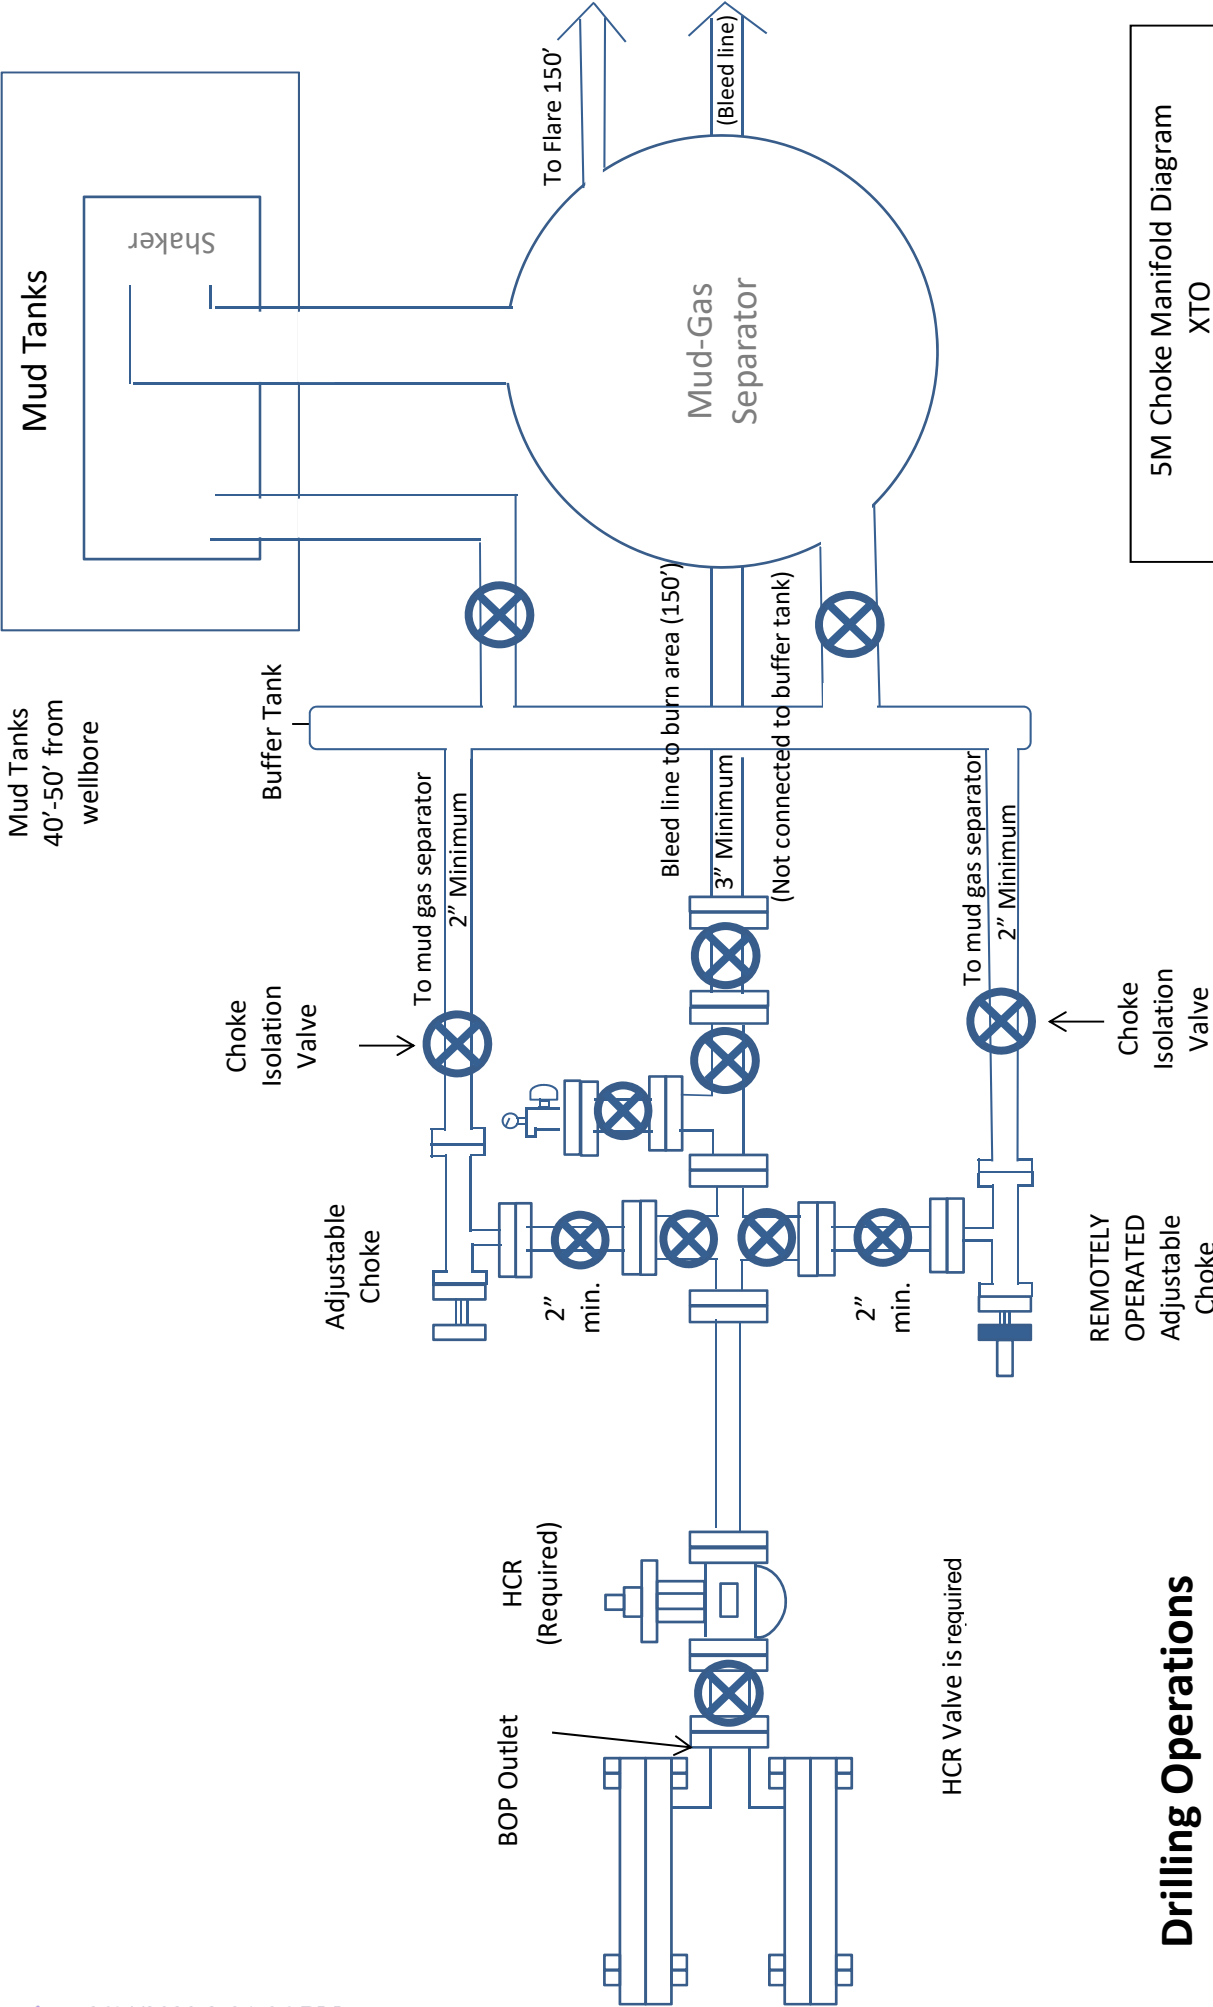 Mud Tanks
40’-50’ from
wellbore
Mud Tanks
Shaker
Buffer Tank
To Flare 150’
(Bleed line)
Mud-Gas
Separator
Choke
Isolation
Valve
To mud gas separator
2” Minimum
Bleed line to burn area (150’)
3” Minimum
(Not connected to buffer tank)
To mud gas separator
2” Minimum
Choke
Isolation
Valve
Adjustable
Choke
2”
min.
2”
min.
REMOTELY
OPERATED
Adjustable
Choke
HCR
(Required)
BOP Outlet
HCR Valve is required
Drilling Operations
5M Choke Manifold Diagram
XTO